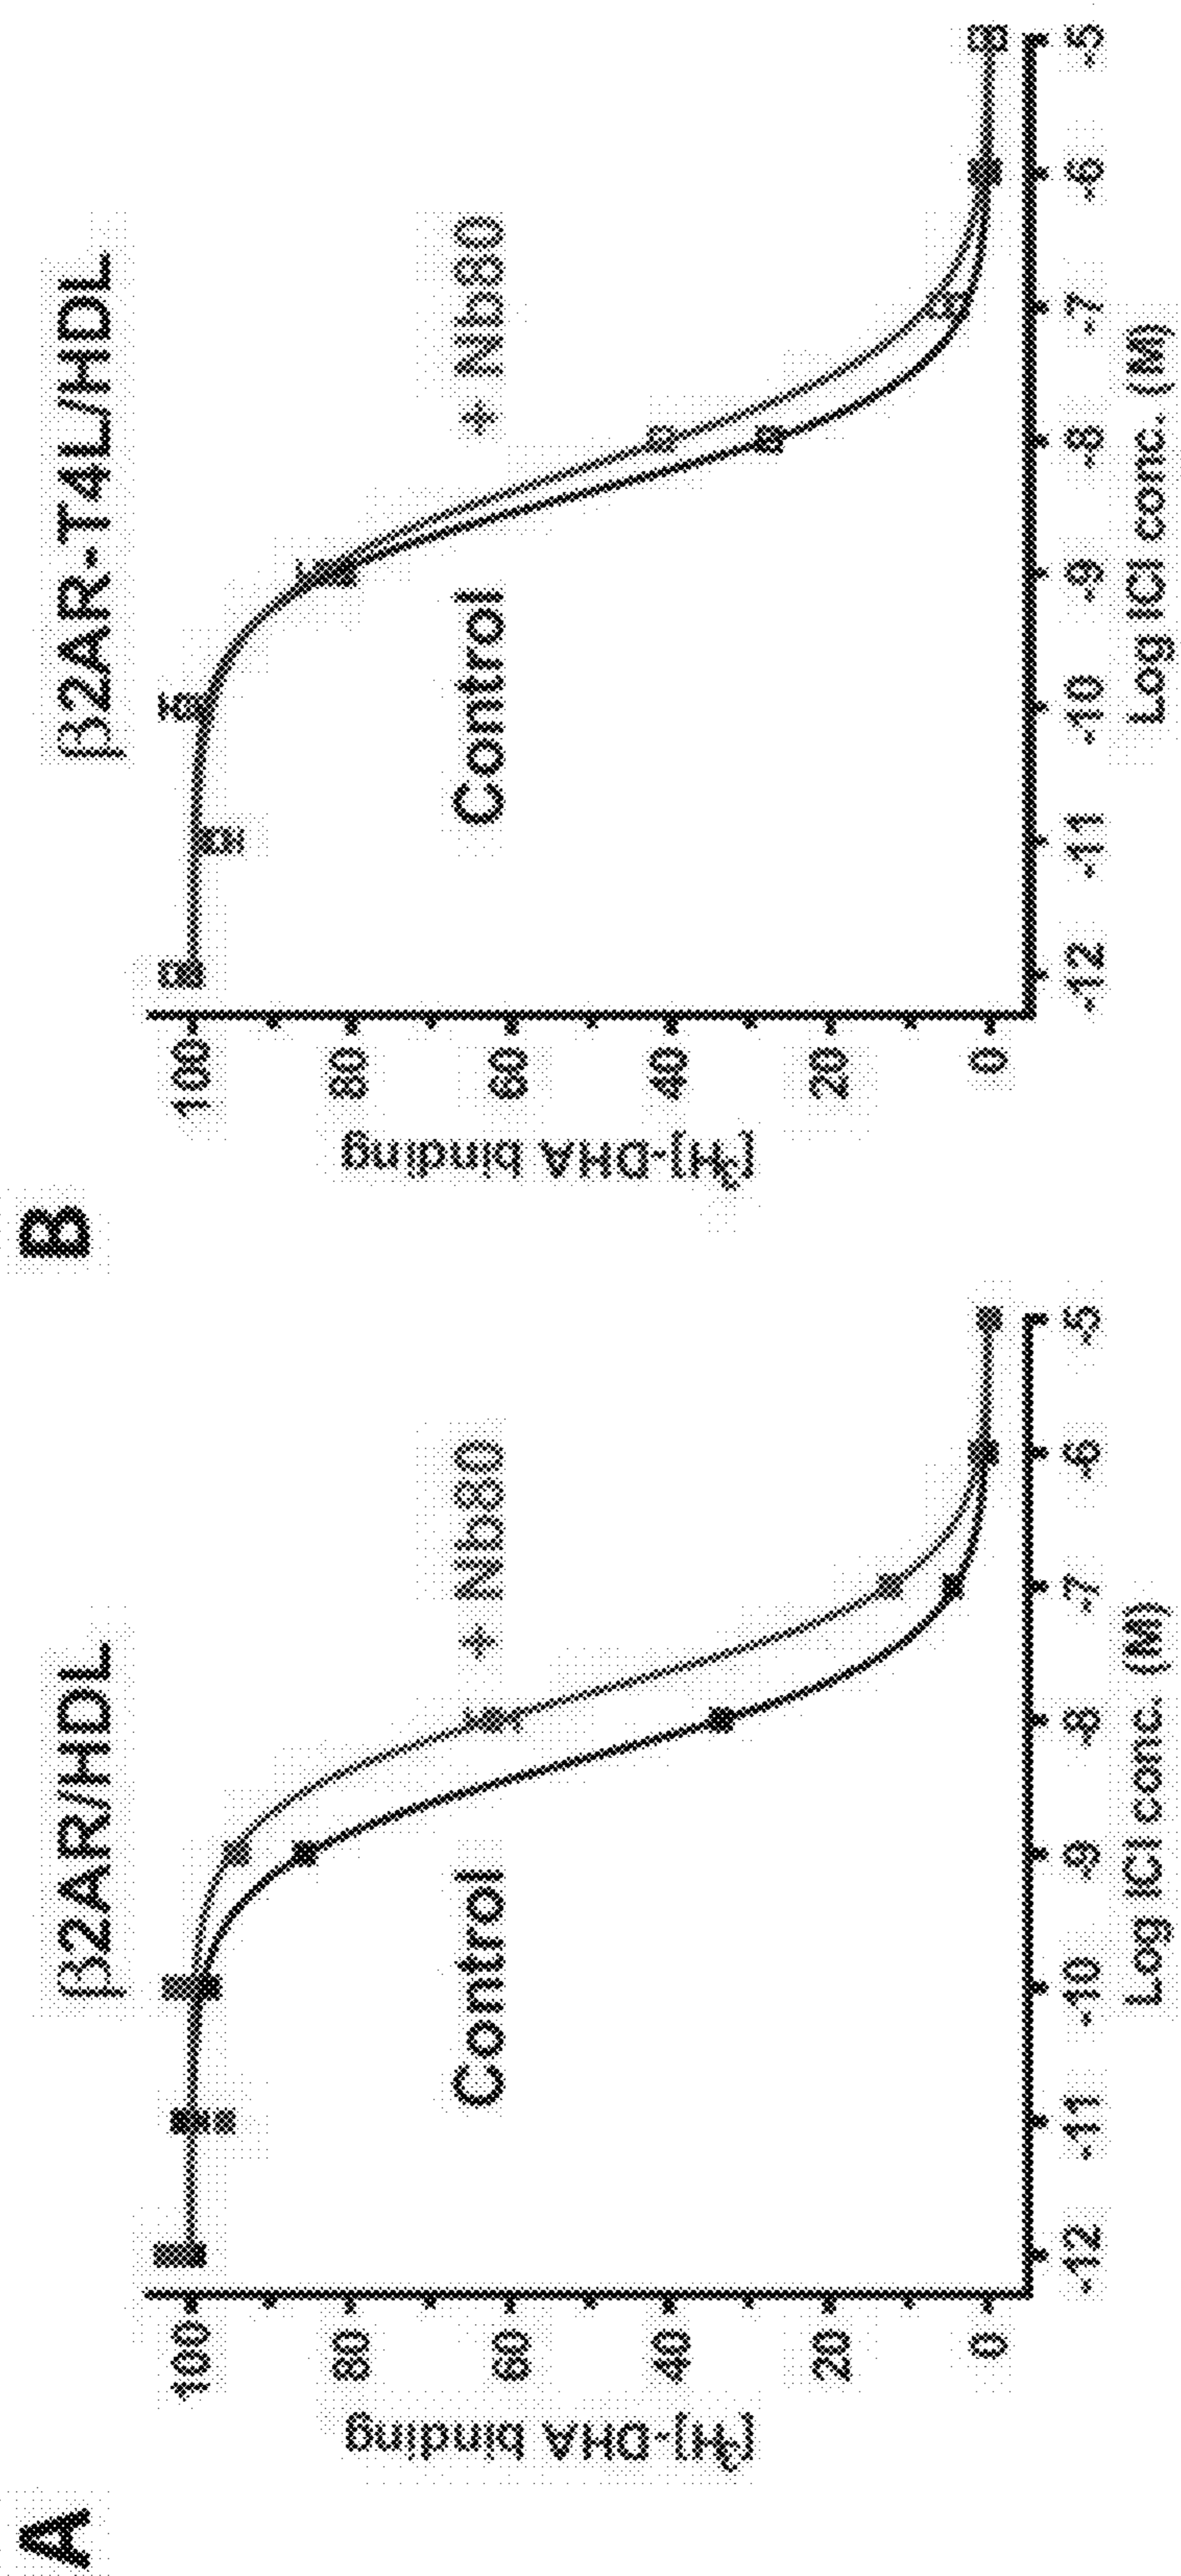 A
β2AR/HDL
[³H]-DHA binding
100
80
60
40
20
0
Control
+ Nb80
-12 -11 -10 -9 -8 -7 -6 -5
Log ICI conc. (M)
B
β2AR-T4L/HDL
[³H]-DHA binding
100
80
60
40
20
0
Control
+ Nb80
-12 -11 -10 -9 -8 -7 -6 -5
Log ICI conc. (M)